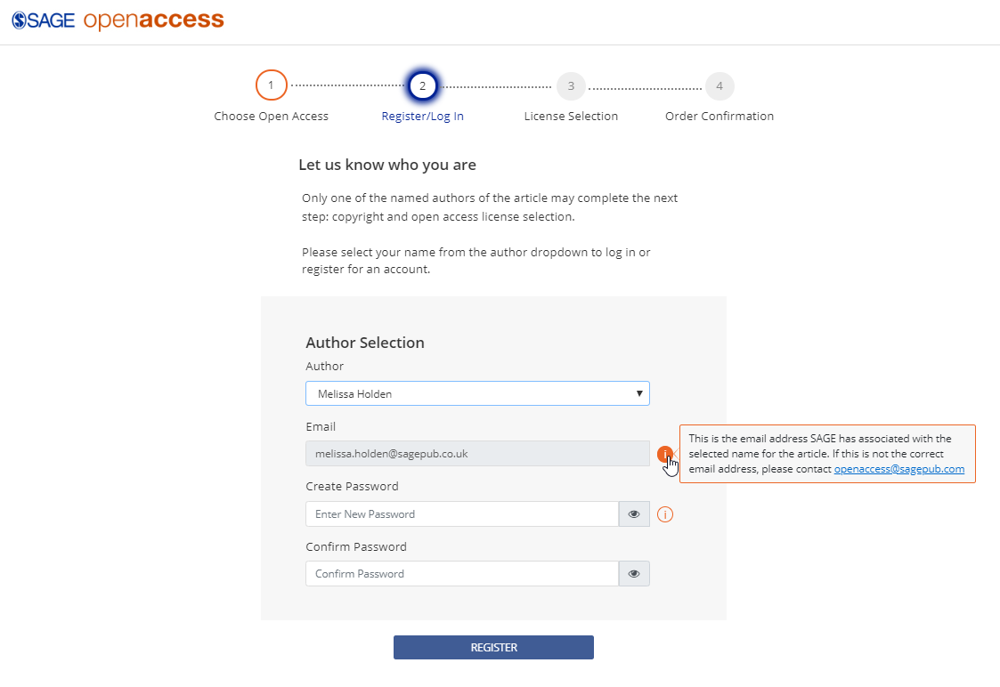 SAGE openaccess
1 2 3 4
Choose Open Access Register/Log In License Selection Order Confirmation
Let us know who you are
Only one of the named authors of the article may complete the next
step: copyright and open access license selection.
Please select your name from the author dropdown to log in or
register for an account.
Author Selection
Author
Melissa Holden
Email
melissa.holden@sagepub.co.uk
i
This is the email address SAGE has associated with the
selected name for the article. If this is not the correct
email address, please contact openaccess@sagepub.com
Create Password
Enter New Password
i
Confirm Password
Confirm Password
REGISTER